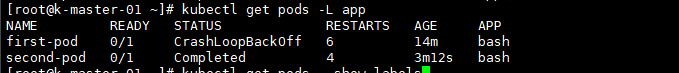 [root@k-master-01 ~]# kubectl get pods -L app
NAME READY STATUS RESTARTS AGE APP
first-pod 0/1 CrashLoopBackOff 6 14m bash
second-pod 0/1 Completed 4 3m12s bash
[root@k-master-01 ~]# kubectl get pods --show-labels